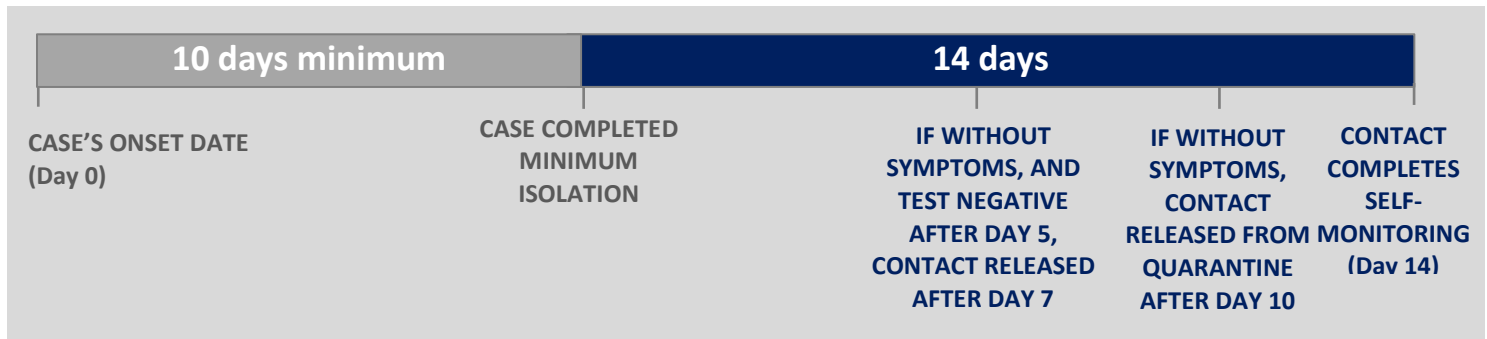 10 days minimum
14 days
CASE'S ONSET DATE
(Day 0)
CASE COMPLETED
MINIMUM
ISOLATION
IF WITHOUT
SYMPTOMS, AND
TEST NEGATIVE
AFTER DAY 5,
CONTACT RELEASED
AFTER DAY 7
IF WITHOUT
SYMPTOMS,
CONTACT
RELEASED FROM
QUARANTINE
AFTER DAY 10
CONTACT
COMPLETES
SELF-
MONITORING
(Day 14)